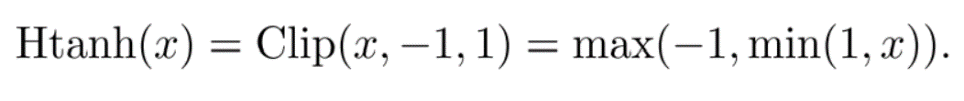 Htanh(x) = Clip(x, −1, 1) = max(−1, min(1, x)).